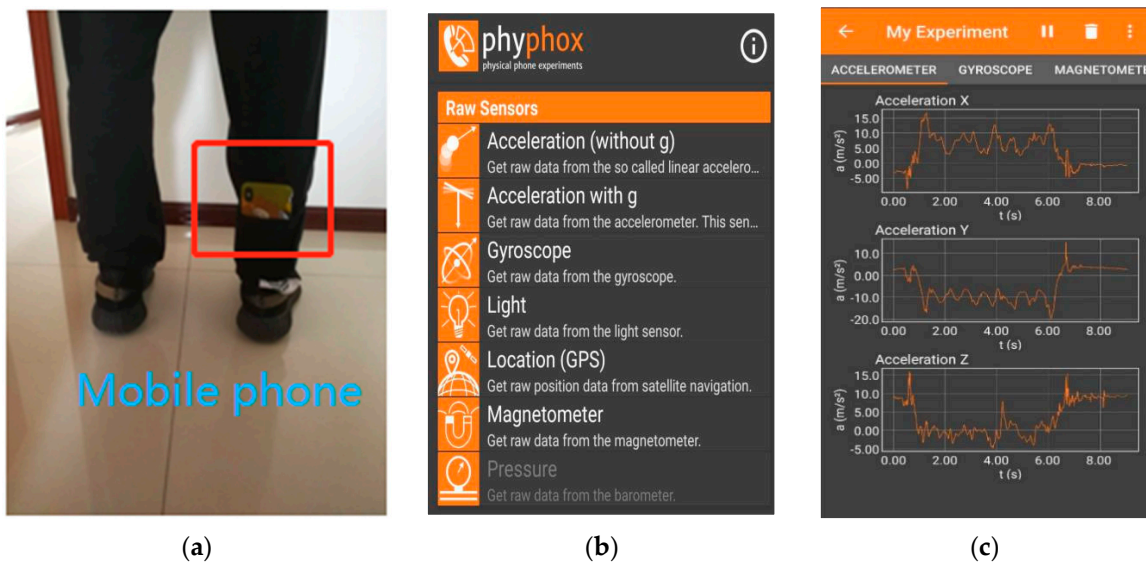 Mobile phone
(a)
phyphox
physical phone experiments
Raw Sensors
Acceleration (without g)
Get raw data from the so called linear accelero...
Acceleration with g
Get raw data from the accelerometer. This sen...
Gyroscope
Get raw data from the gyroscope.
Light
Get raw data from the light sensor.
Location (GPS)
Get raw position data from satellite navigation.
Magnetometer
Get raw data from the magnetometer.
Pressure
Get raw data from the barometer.
(b)
My Experiment
ACCELEROMETER GYROSCOPE MAGNETOMETE
Acceleration X
a (m/s²)
15.0
10.0
5.00
0.00
-5.00
0.00 2.00 4.00 6.00 8.00
t (s)
Acceleration Y
a (m/s²)
10.0
0.00
-10.0
-20.0
0.00 2.00 4.00 6.00 8.00
t (s)
Acceleration Z
a (m/s²)
15.0
10.0
5.00
0.00
0.00 2.00 4.00 6.00 8.00
t (s)
(c)